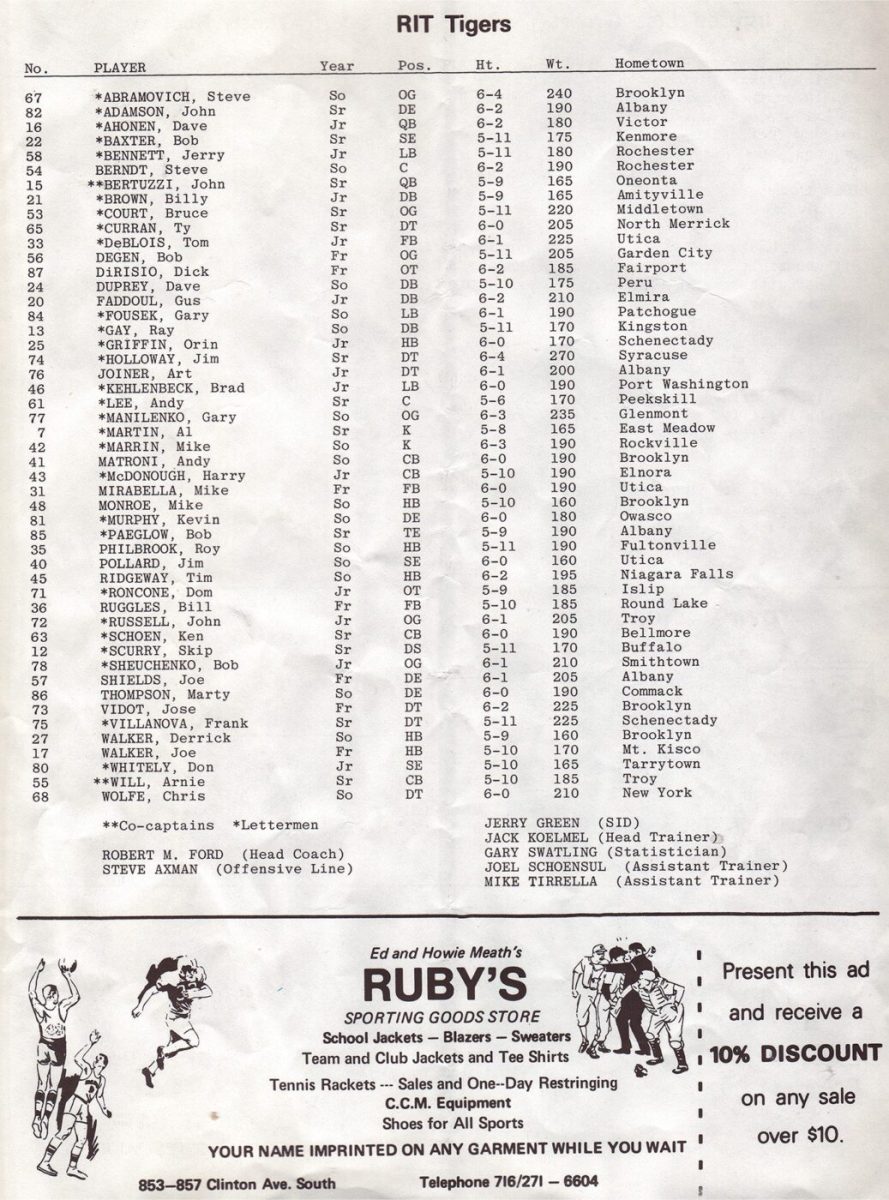 RIT Tigers
No. PLAYER Year Pos. Ht. Wt. Hometown
67 *ABRAMOVICH, Steve So OG 6-4 240 Brooklyn
82 *ADAMSON, John Sr DE 6-2 190 Albany
16 *AHONEN, Dave Jr QB 6-2 180 Victor
22 *BAXTER, Bob Sr SE 5-11 175 Kenmore
58 *BENNETT, Jerry Jr LB 5-11 180 Rochester
54 BERNDT, Steve So C 6-2 190 Rochester
15 **BERTUZZI, John Sr QB 5-9 165 Oneonta
21 *BROWN, Billy Jr DB 5-9 165 Amityville
53 *COURT, Bruce Sr OG 5-11 220 Middletown
65 *CURRAN, Ty Sr DT 6-0 205 North Merrick
33 *DeBLOIS, Tom Jr FB 6-1 225 Utica
56 DEGEN, Bob Fr OG 5-11 205 Garden City
87 DiRISIO, Dick Fr OT 6-2 185 Fairport
24 DUPREY, Dave So DB 5-10 175 Peru
20 FADDOUL, Gus Jr DB 6-2 210 Elmira
84 *FOUSEK, Gary So LB 6-1 190 Patchogue
13 *GAY, Ray So DB 5-11 170 Kingston
25 *GRIFFIN, Orin Jr HB 6-0 170 Schenectady
74 *HOLLOWAY, Jim Sr DT 6-4 270 Syracuse
76 JOINER, Art Jr DT 6-1 200 Albany
46 *KEHLENBECK, Brad Jr LB 6-0 190 Port Washington
61 *LEE, Andy Sr C 5-6 170 Peekskill
77 *MANILENKO, Gary So OG 6-3 235 Glenmont
7 *MARTIN, Al Sr K 5-8 165 East Meadow
42 *MARRIN, Mike So K 6-3 190 Rockville
41 MATRONI, Andy So CB 6-0 190 Brooklyn
43 *McDONOUGH, Harry Jr CB 5-10 190 Elnora
31 MIRABELLA, Mike Fr FB 6-0 190 Utica
48 MONROE, Mike So HB 5-10 160 Brooklyn
81 *MURPHY, Kevin So DE 6-0 180 Owasco
85 *PAEGLOW, Bob Sr TE 5-9 190 Albany
35 PHILBROOK, Roy So HB 5-11 190 Fultonville
40 POLLARD, Jim So SE 6-0 160 Utica
45 RIDGEWAY, Tim So HB 6-2 195 Niagara Falls
71 *RONCONE, Dom Jr OT 5-9 185 Islip
36 RUGGLES, Bill Fr FB 5-10 185 Round Lake
72 *RUSSELL, John Jr OG 6-1 205 Troy
63 *SCHOEN, Ken Sr CB 6-0 190 Bellmore
12 *SCURRY, Skip Sr DS 5-11 170 Buffalo
78 *SHEUCHENKO, Bob Jr OG 6-1 210 Smithtown
57 SHIELDS, Joe Fr DE 6-1 205 Albany
86 THOMPSON, Marty So DE 6-0 190 Commack
73 VIDOT, Jose Fr DT 6-2 225 Brooklyn
75 *VILLANOVA, Frank Sr DT 5-11 225 Schenectady
27 WALKER, Derrick So HB 5-9 160 Brooklyn
17 WALKER, Joe Fr HB 5-10 170 Mt. Kisco
80 *WHITELY, Don Jr SE 5-10 165 Tarrytown
55 **WILL, Arnie Sr CB 5-10 185 Troy
68 WOLFE, Chris So DT 6-0 210 New York
**Co-captains *Lettermen
ROBERT M. FORD (Head Coach)
STEVE AXMAN (Offensive Line)
JERRY GREEN (SID)
JACK KOELMEL (Head Trainer)
GARY SWATLING (Statistician)
JOEL SCHOENSUL (Assistant Trainer)
MIKE TIRRELLA (Assistant Trainer)
Ed and Howie Meath's
RUBY'S
SPORTING GOODS STORE
School Jackets – Blazers – Sweaters
Team and Club Jackets and Tee Shirts
Tennis Rackets --- Sales and One--Day Restringing
C.C.M. Equipment
Shoes for All Sports
YOUR NAME IMPRINTED ON ANY GARMENT WHILE YOU WAIT
853–857 Clinton Ave. South Telephone 716/271 – 6604
Present this ad
and receive a
10% DISCOUNT
on any sale
over $10.